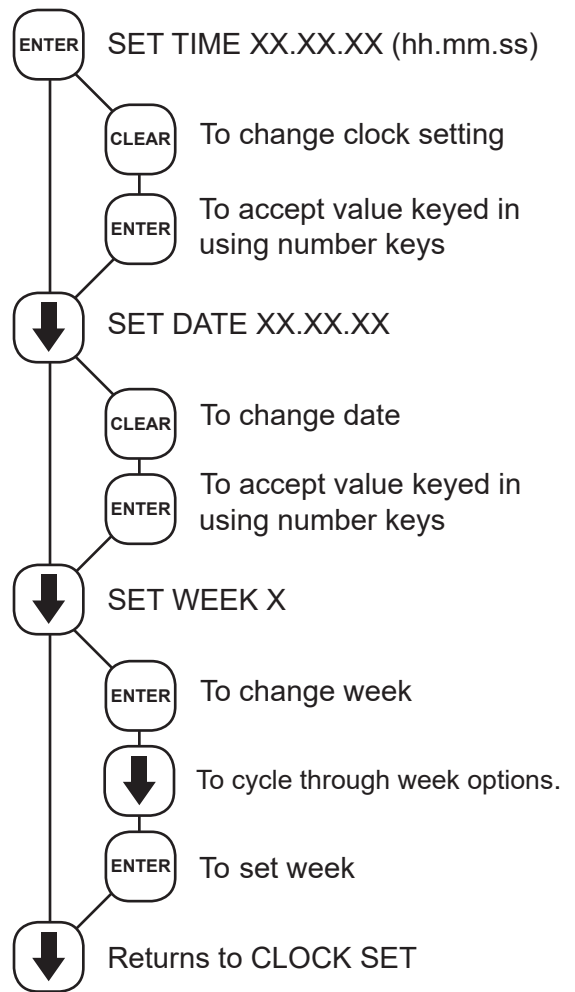 ENTER SET TIME XX.XX.XX (hh.mm.ss)
CLEAR To change clock setting
To accept value keyed in
ENTER using number keys
SET DATE XX.XX.XX
CLEAR To change date
To accept value keyed in
ENTER using number keys
SET WEEK X
ENTER To change week
To cycle through week options.
ENTER To set week
Returns to CLOCK SET